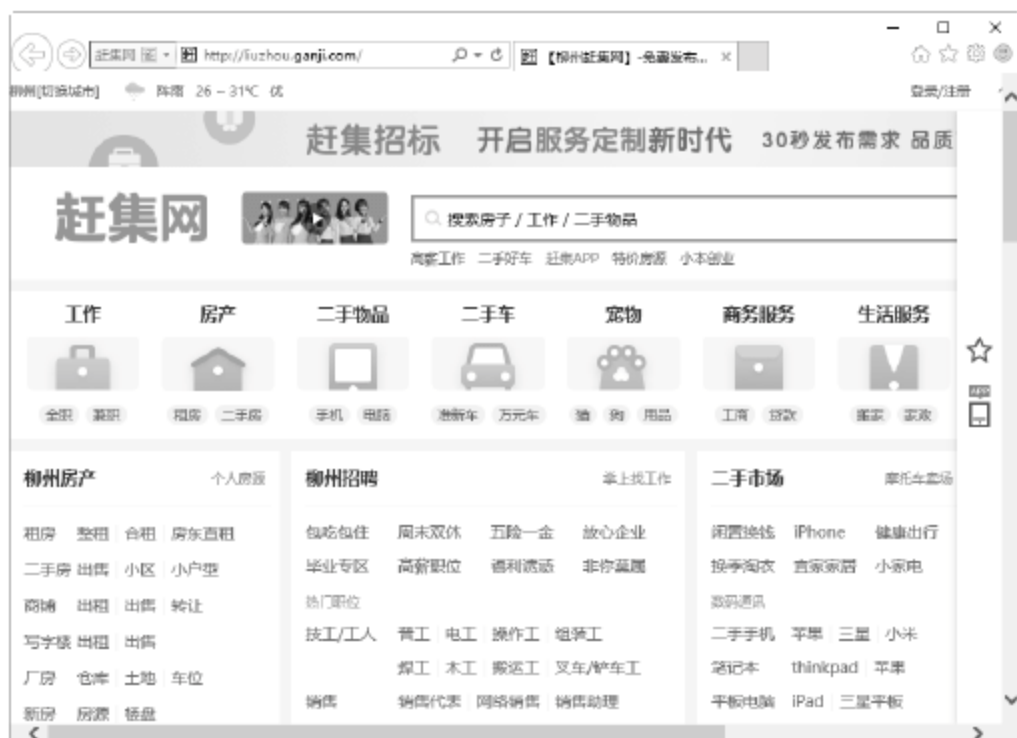 赶集网 http://liuzhou.ganji.com/ 【柳州赶集网】-免费发布...
柳州[切换城市] 阵雨 26 ~ 31℃ 优 登录/注册
赶集招标 开启服务定制新时代 30秒发布需求 品质
赶集网 搜索房子 / 工作 / 二手物品
高薪工作 二手好车 赶集APP 特价房源 小本创业
工作 房产 二手物品 二手车 宠物 商务服务 生活服务
全职 兼职 租房 二手房 手机 电脑 准新车 万元车 猫 狗 用品 工商 贷款 搬家 家政
APP
柳州房产 个人房源
租房 整租 合租 房东直租
二手房 出售 小区 小户型
商铺 出租 出售 转让
写字楼 出租 出售
厂房 仓库 土地 车位
新房 房源 楼盘
柳州招聘 掌上找工作
包吃包住 周末双休 五险一金 放心企业
毕业专区 高薪职位 福利诱惑 非你莫属
热门职位
技工/工人 普工 电工 操作工 组装工
焊工 木工 搬运工 叉车/铲车工
销售 销售代表 网络销售 销售助理
二手市场 摩托车卖场
闲置换钱 iPhone 健康出行
换季淘衣 宜家家居 小家电
数码通讯
二手手机 苹果 三星 小米
笔记本 thinkpad 苹果
平板电脑 iPad 三星平板